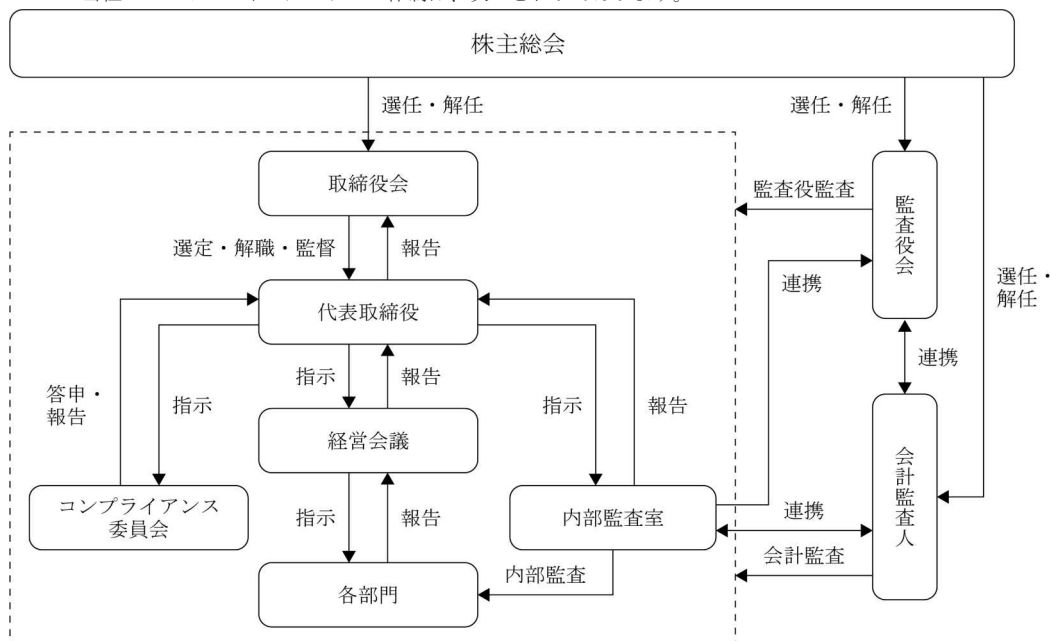 株主総会
選任・解任
選任・解任
取締役会
監査役監査
監査役会
選定・解職・監督
報告
連携
選任・
解任
代表取締役
連携
指示
報告
答申・
報告
指示
指示
報告
経営会議
会計監査人
コンプライアンス
委員会
指示
報告
内部監査室
連携
会計監査
内部監査
各部門